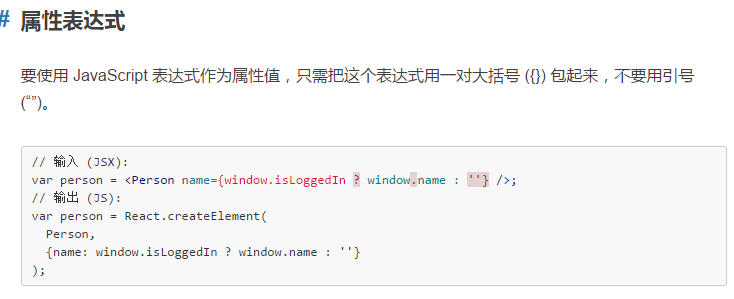 # 属性表达式
要使用 JavaScript 表达式作为属性值，只需把这个表达式用一对大括号 ({}) 包起来，不要用引号
(“”)。
// 输入 (JSX):
var person = <Person name={window.isLoggedIn ? window.name : ''} />;
// 输出 (JS):
var person = React.createElement(
  Person,
  {name: window.isLoggedIn ? window.name : ''}
);